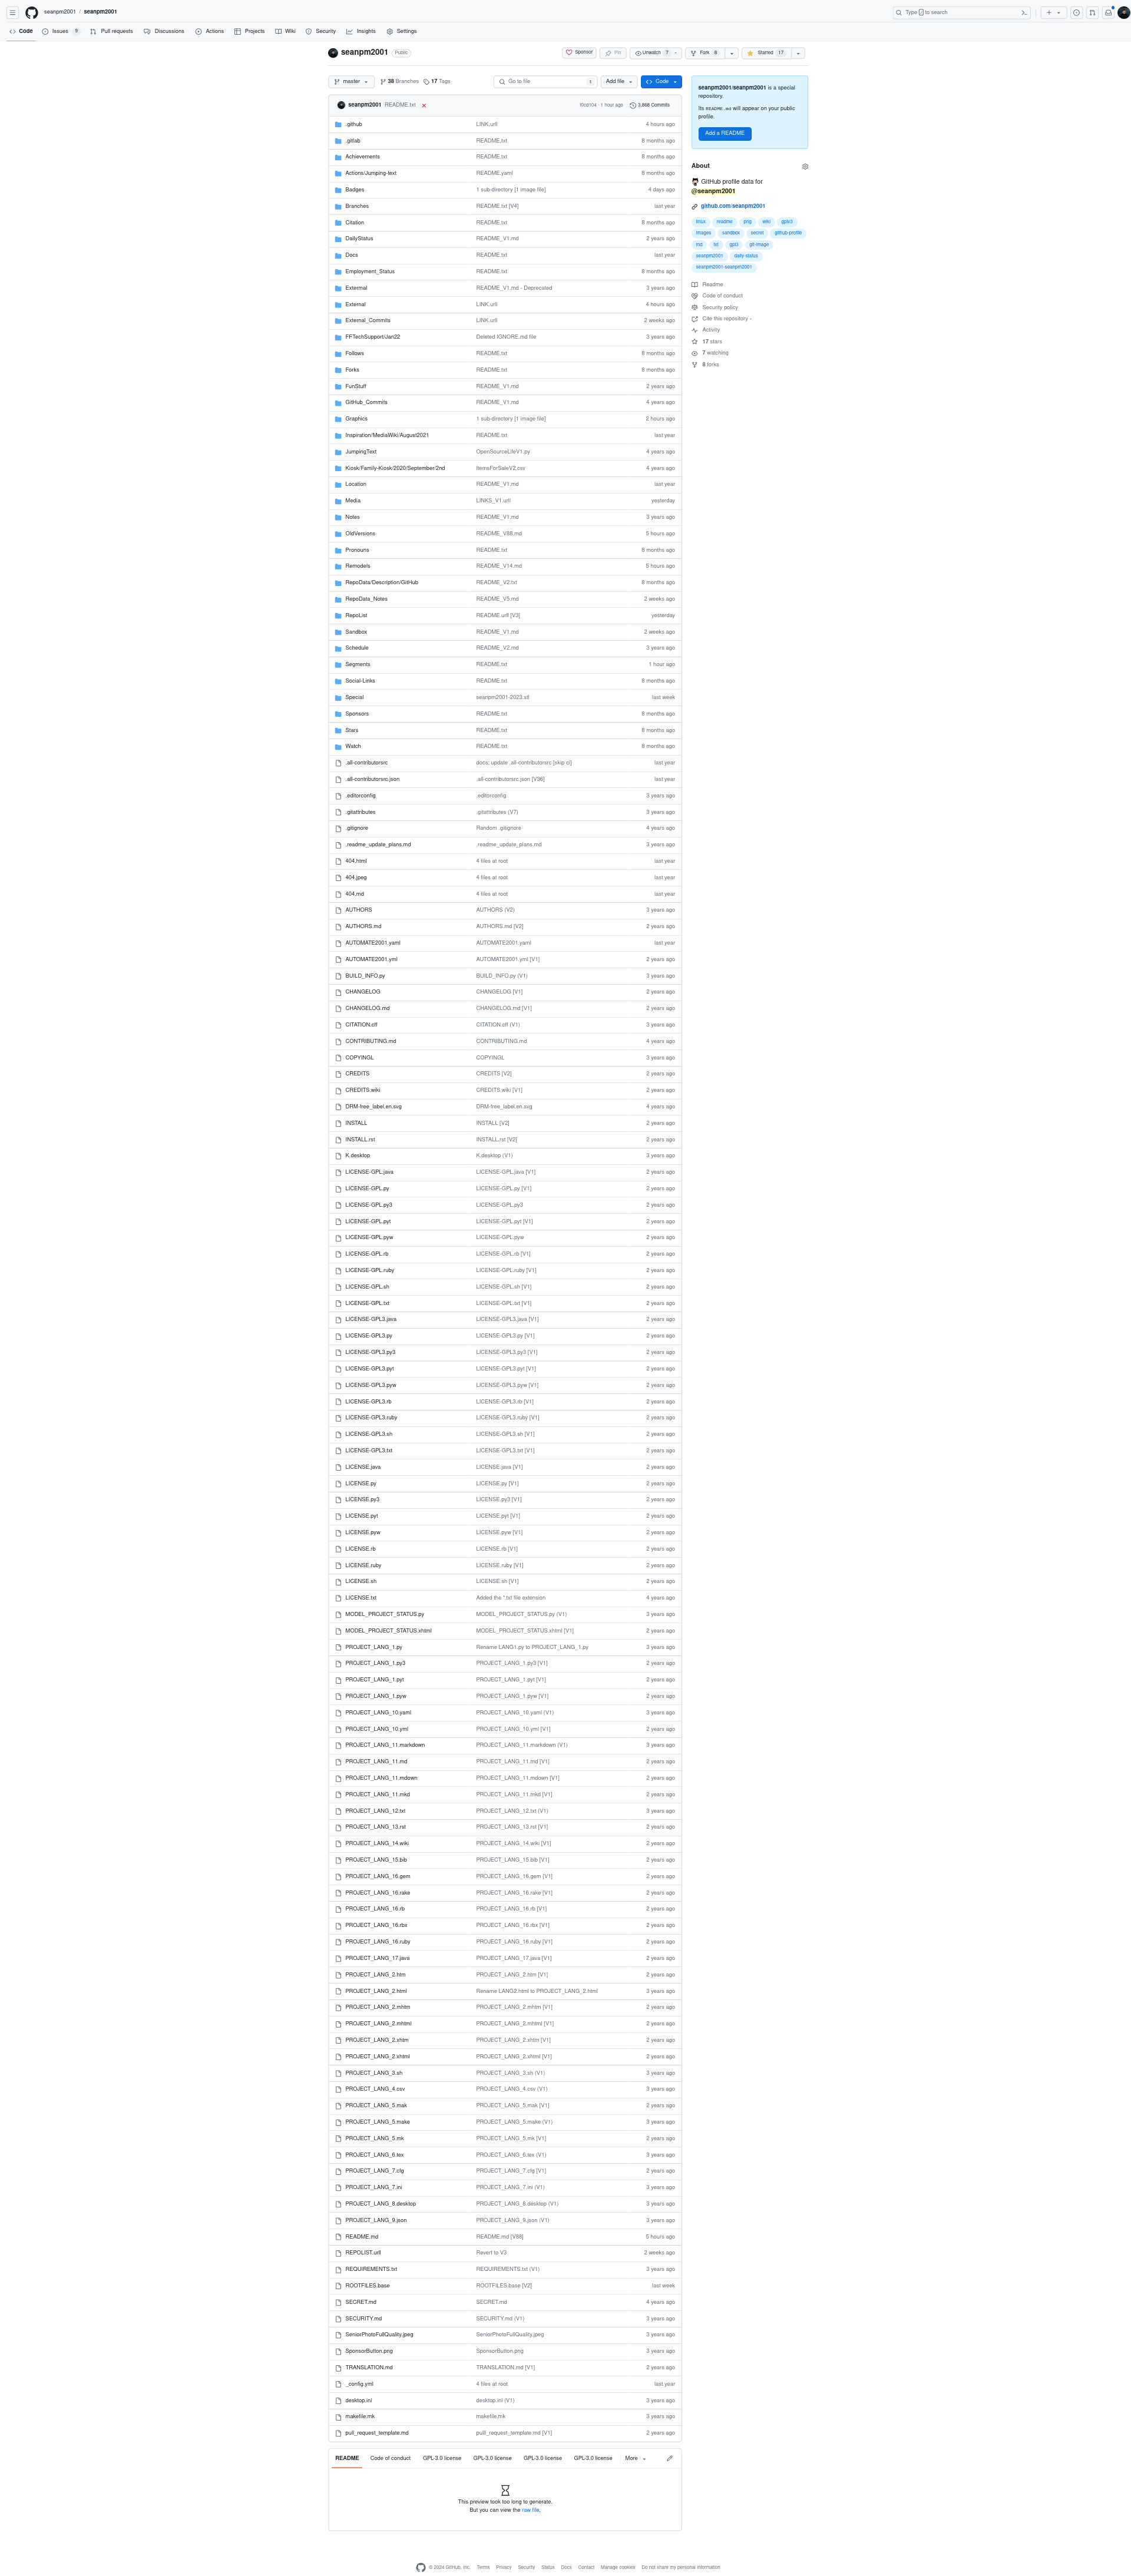 seanpm2001 / seanpm2001
Type / to search
Code Issues 9 Pull requests Discussions Actions Projects Wiki Security Insights Settings
seanpm2001 Public
Sponsor Pin Unwatch 7 Fork 8 Starred 17
master 38 Branches 17 Tags Go to file t Add file Code
seanpm2001 README.txt 1 hour ago 3,868 Commits
.github LINK.urll 4 hours ago
.gitlab README.txt 8 months ago
Achievements README.txt 8 months ago
Actions/Jumping-text README.yaml 8 months ago
Badges 1 sub-directory [1 image file] 4 days ago
Branches README.txt [V4] last year
Citation README.txt 8 months ago
DailyStatus README_V1.md 2 years ago
Docs README.txt last year
Employment_Status README.txt 8 months ago
Extermal README_V1.md - Deprecated 3 years ago
External LINK.urll 4 hours ago
External_Commits LINK.urll 2 weeks ago
FFTechSupport/Jan22 Deleted IGNORE.md file 3 years ago
Follows README.txt 8 months ago
Forks README.txt 8 months ago
FunStuff README_V1.md 2 years ago
GitHub_Commits README_V1.md 4 years ago
Graphics 1 sub-directory [1 image file] 2 hours ago
Inspiration/MediaWiki/August2021 README.txt last year
JumpingText OpenSourceLifeV1.py 4 years ago
Kiosk/Family-Kiosk/2020/September/2nd ItemsForSaleV2.csv 4 years ago
Location README_V1.md last year
Media LINKS_V1.urll yesterday
Notes README_V1.md 3 years ago
OldVersions README_V88.md 5 hours ago
Pronouns README.txt 8 months ago
Remodels README_V14.md 5 hours ago
RepoData/Description/GitHub README_V2.txt 8 months ago
RepoData_Notes README_V5.md 2 weeks ago
RepoList README.urll [V3] yesterday
Sandbox README_V1.md 2 weeks ago
Schedule README_V2.md 3 years ago
Segments README.txt 1 hour ago
Social-Links README.txt 8 months ago
Special seanpm2001-2023.stl last week
Sponsors README.txt 8 months ago
Stars README.txt 8 months ago
Watch README.txt 8 months ago
.all-contributorsrc docs: update .all-contributorsrc [skip ci] last year
.all-contributorsrc.json .all-contributorsrc.json [V36] last year
.editorconfig .editorconfig 3 years ago
.gitattributes .gitattributes (V7) 3 years ago
.gitignore Random .gitignore 4 years ago
.readme_update_plans.md .readme_update_plans.md 3 years ago
404.html 4 files at root last year
404.jpeg 4 files at root last year
404.md 4 files at root last year
AUTHORS AUTHORS (V2) 3 years ago
AUTHORS.md AUTHORS.md [V2] 2 years ago
AUTOMATE2001.yaml AUTOMATE2001.yaml last year
AUTOMATE2001.yml AUTOMATE2001.yml [V1] 2 years ago
BUILD_INFO.py BUILD_INFO.py (V1) 3 years ago
CHANGELOG CHANGELOG [V1] 2 years ago
CHANGELOG.md CHANGELOG.md [V1] 2 years ago
CITATION.cff CITATION.cff (V1) 3 years ago
CONTRIBUTING.md CONTRIBUTING.md 4 years ago
COPYINGL COPYINGL 3 years ago
CREDITS CREDITS [V2] 2 years ago
CREDITS.wiki CREDITS.wiki [V1] 2 years ago
DRM-free_label.en.svg DRM-free_label.en.svg 4 years ago
INSTALL INSTALL [V2] 2 years ago
INSTALL.rst INSTALL.rst [V2] 2 years ago
K.desktop K.desktop (V1) 3 years ago
LICENSE-GPL.java LICENSE-GPL.java [V1] 2 years ago
LICENSE-GPL.py LICENSE-GPL.py [V1] 2 years ago
LICENSE-GPL.py3 LICENSE-GPL.py3 2 years ago
LICENSE-GPL.pyt LICENSE-GPL.pyt [V1] 2 years ago
LICENSE-GPL.pyw LICENSE-GPL.pyw 2 years ago
LICENSE-GPL.rb LICENSE-GPL.rb [V1] 2 years ago
LICENSE-GPL.ruby LICENSE-GPL.ruby [V1] 2 years ago
LICENSE-GPL.sh LICENSE-GPL.sh [V1] 2 years ago
LICENSE-GPL.txt LICENSE-GPL.txt [V1] 2 years ago
LICENSE-GPL3.java LICENSE-GPL3.java [V1] 2 years ago
LICENSE-GPL3.py LICENSE-GPL3.py [V1] 2 years ago
LICENSE-GPL3.py3 LICENSE-GPL3.py3 [V1] 2 years ago
LICENSE-GPL3.pyt LICENSE-GPL3.pyt [V1] 2 years ago
LICENSE-GPL3.pyw LICENSE-GPL3.pyw [V1] 2 years ago
LICENSE-GPL3.rb LICENSE-GPL3.rb [V1] 2 years ago
LICENSE-GPL3.ruby LICENSE-GPL3.ruby [V1] 2 years ago
LICENSE-GPL3.sh LICENSE-GPL3.sh [V1] 2 years ago
LICENSE-GPL3.txt LICENSE-GPL3.txt [V1] 2 years ago
LICENSE.java LICENSE.java [V1] 2 years ago
LICENSE.py LICENSE.py [V1] 2 years ago
LICENSE.py3 LICENSE.py3 [V1] 2 years ago
LICENSE.pyt LICENSE.pyt [V1] 2 years ago
LICENSE.pyw LICENSE.pyw [V1] 2 years ago
LICENSE.rb LICENSE.rb [V1] 2 years ago
LICENSE.ruby LICENSE.ruby [V1] 2 years ago
LICENSE.sh LICENSE.sh [V1] 2 years ago
LICENSE.txt Added the *.txt file extension 4 years ago
MODEL_PROJECT_STATUS.py MODEL_PROJECT_STATUS.py (V1) 3 years ago
MODEL_PROJECT_STATUS.xhtml MODEL_PROJECT_STATUS.xhtml [V1] 2 years ago
PROJECT_LANG_1.py Rename LANG1.py to PROJECT_LANG_1.py 3 years ago
PROJECT_LANG_1.py3 PROJECT_LANG_1.py3 [V1] 2 years ago
PROJECT_LANG_1.pyt PROJECT_LANG_1.pyt [V1] 2 years ago
PROJECT_LANG_1.pyw PROJECT_LANG_1.pyw [V1] 2 years ago
PROJECT_LANG_10.yaml PROJECT_LANG_10.yaml (V1) 3 years ago
PROJECT_LANG_10.yml PROJECT_LANG_10.yml [V1] 2 years ago
PROJECT_LANG_11.markdown PROJECT_LANG_11.markdown (V1) 3 years ago
PROJECT_LANG_11.md PROJECT_LANG_11.md [V1] 2 years ago
PROJECT_LANG_11.mdown PROJECT_LANG_11.mdown [V1] 2 years ago
PROJECT_LANG_11.mkd PROJECT_LANG_11.mkd [V1] 2 years ago
PROJECT_LANG_12.txt PROJECT_LANG_12.txt (V1) 3 years ago
PROJECT_LANG_13.rst PROJECT_LANG_13.rst [V1] 2 years ago
PROJECT_LANG_14.wiki PROJECT_LANG_14.wiki [V1] 2 years ago
PROJECT_LANG_15.bib PROJECT_LANG_15.bib [V1] 2 years ago
PROJECT_LANG_16.gem PROJECT_LANG_16.gem [V1] 2 years ago
PROJECT_LANG_16.rake PROJECT_LANG_16.rake [V1] 2 years ago
PROJECT_LANG_16.rb PROJECT_LANG_16.rb [V1] 2 years ago
PROJECT_LANG_16.rbx PROJECT_LANG_16.rbx [V1] 2 years ago
PROJECT_LANG_16.ruby PROJECT_LANG_16.ruby [V1] 2 years ago
PROJECT_LANG_17.java PROJECT_LANG_17.java [V1] 2 years ago
PROJECT_LANG_2.htm PROJECT_LANG_2.htm [V1] 2 years ago
PROJECT_LANG_2.html Rename LANG2.html to PROJECT_LANG_2.html 3 years ago
PROJECT_LANG_2.mhtm PROJECT_LANG_2.mhtm [V1] 2 years ago
PROJECT_LANG_2.mhtml PROJECT_LANG_2.mhtml [V1] 2 years ago
PROJECT_LANG_2.xhtm PROJECT_LANG_2.xhtm [V1] 2 years ago
PROJECT_LANG_2.xhtml PROJECT_LANG_2.xhtml [V1] 2 years ago
PROJECT_LANG_3.sh PROJECT_LANG_3.sh (V1) 3 years ago
PROJECT_LANG_4.csv PROJECT_LANG_4.csv (V1) 3 years ago
PROJECT_LANG_5.mak PROJECT_LANG_5.mak [V1] 2 years ago
PROJECT_LANG_5.make PROJECT_LANG_5.make (V1) 3 years ago
PROJECT_LANG_5.mk PROJECT_LANG_5.mk [V1] 2 years ago
PROJECT_LANG_6.tex PROJECT_LANG_6.tex (V1) 3 years ago
PROJECT_LANG_7.cfg PROJECT_LANG_7.cfg [V1] 2 years ago
PROJECT_LANG_7.ini PROJECT_LANG_7.ini (V1) 3 years ago
PROJECT_LANG_8.desktop PROJECT_LANG_8.desktop (V1) 3 years ago
PROJECT_LANG_9.json PROJECT_LANG_9.json (V1) 3 years ago
README.md README.md [V88] 5 hours ago
REPOLIST.urll Revert to V3 2 weeks ago
REQUIREMENTS.txt REQUIREMENTS.txt (V1) 3 years ago
ROOTFILES.base ROOTFILES.base [V2] last week
SECRET.md SECRET.md 4 years ago
SECURITY.md SECURITY.md (V1) 3 years ago
SeniorPhotoFullQuality.jpeg SeniorPhotoFullQuality.jpeg 3 years ago
SponsorButton.png SponsorButton.png 3 years ago
TRANSLATION.md TRANSLATION.md [V1] 2 years ago
_config.yml 4 files at root last year
desktop.ini desktop.ini (V1) 3 years ago
makefile.mk makefile.mk 3 years ago
pull_request_template.md pulll_request_template.md [V1] 2 years ago
README Code of conduct GPL-3.0 license GPL-3.0 license GPL-3.0 license GPL-3.0 license More
This preview took too long to generate.
But you can view the raw file.
seanpm2001/seanpm2001 is a special
repository.
Its README.md will appear on your public
profile.
Add a README
About
GitHub profile data for
@seanpm2001
github.com/seanpm2001
linux readme png wiki gplv3
images sandbox secret github-profile
md txt gpl3 git-image
seanpm2001 daily-status
seanpm2001-seanpm2001
Readme
Code of conduct
Security policy
Cite this repository
Activity
17 stars
7 watching
8 forks
© 2024 GitHub, Inc. Terms Privacy Security Status Docs Contact Manage cookies Do not share my personal information